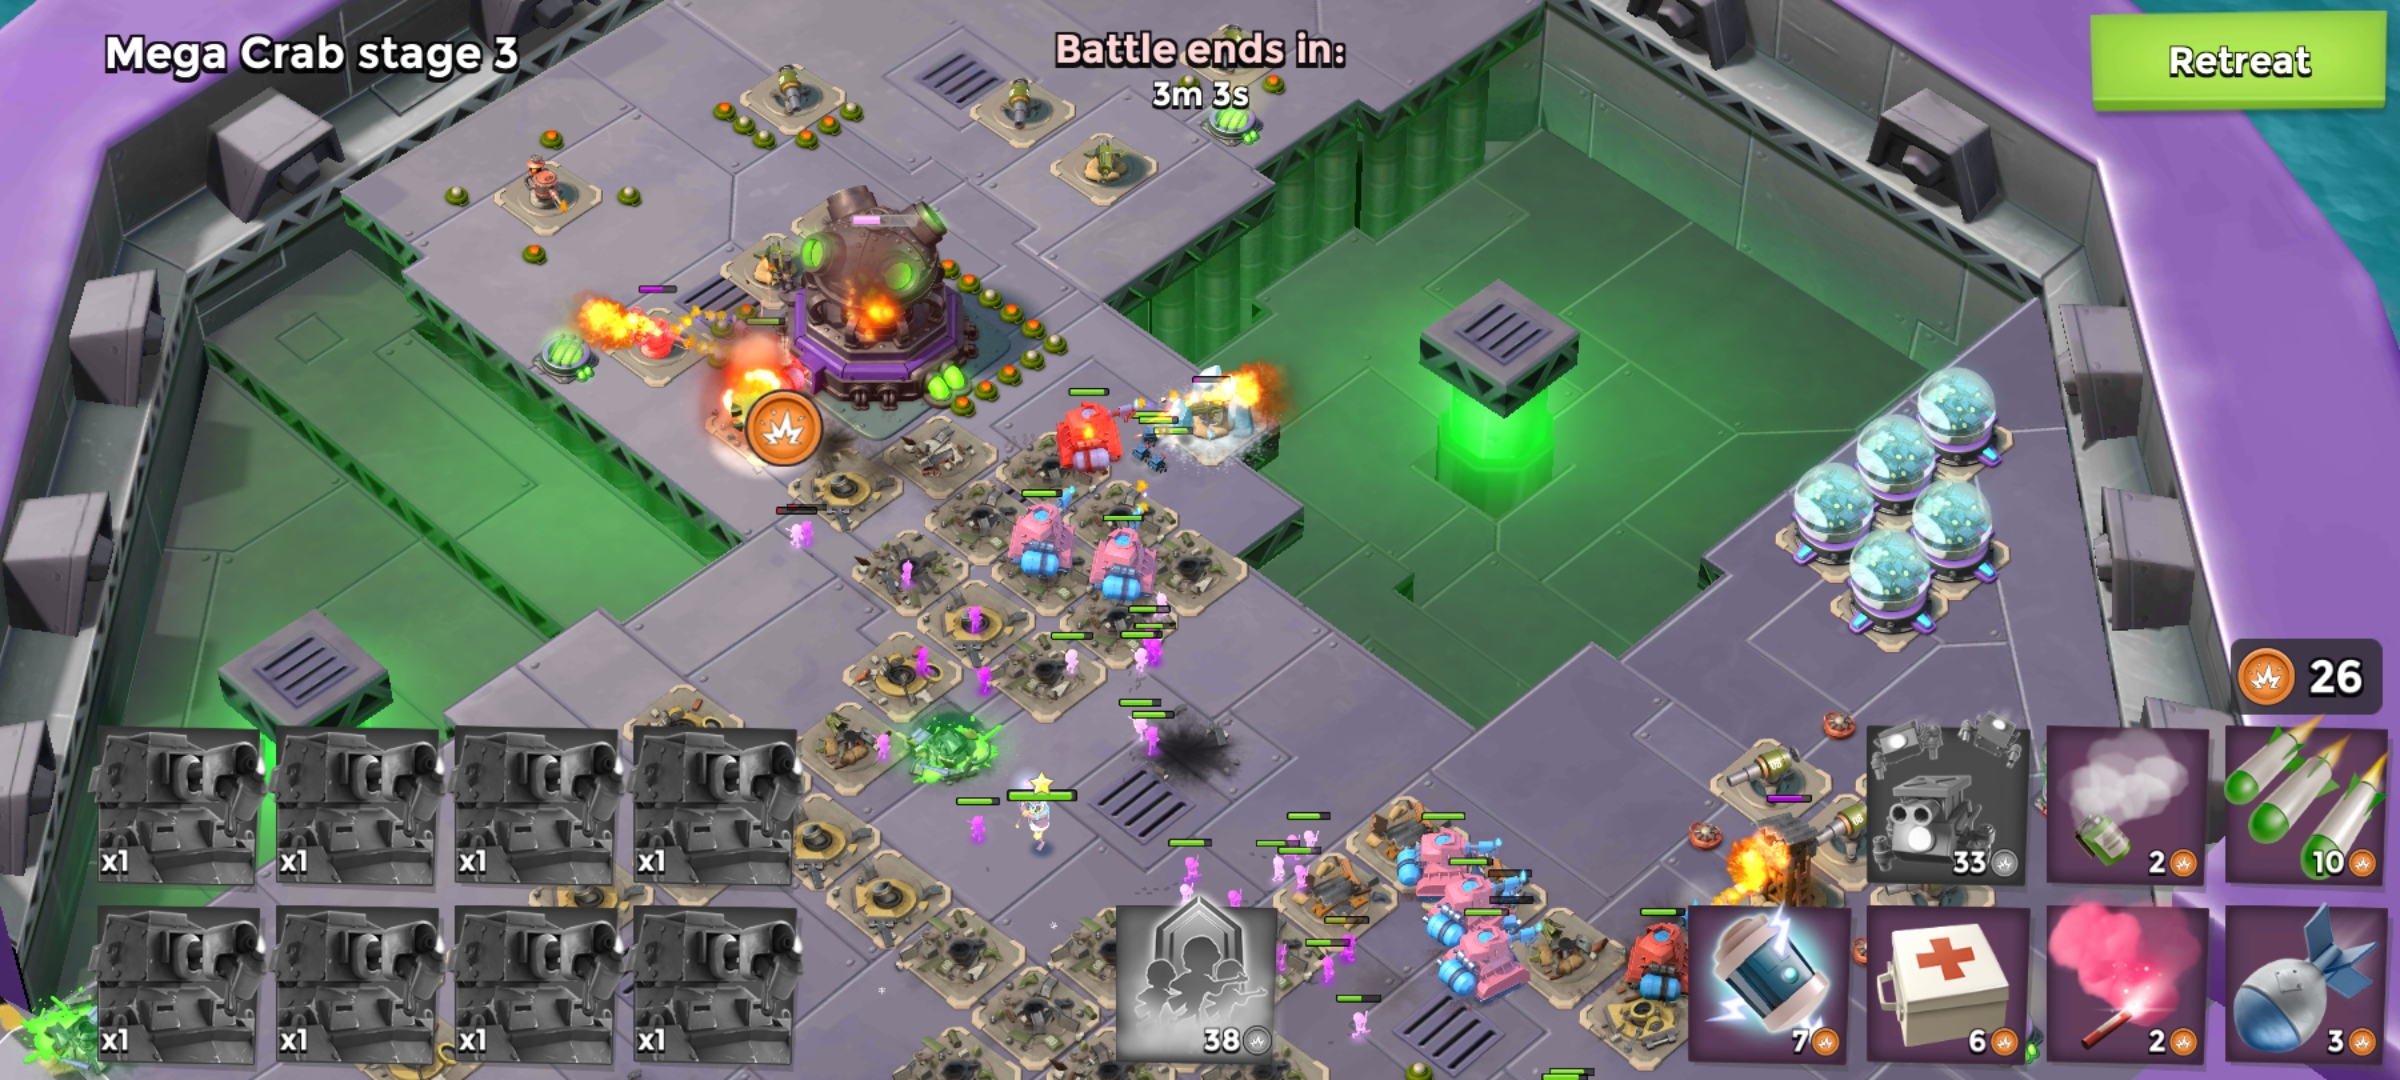 Mega Crab stage 3
Battle ends in:
3m 3s
Retreat
26
x1
x1
x1
x1
33
2
10
x1
x1
x1
x1
38
7
6
2
3